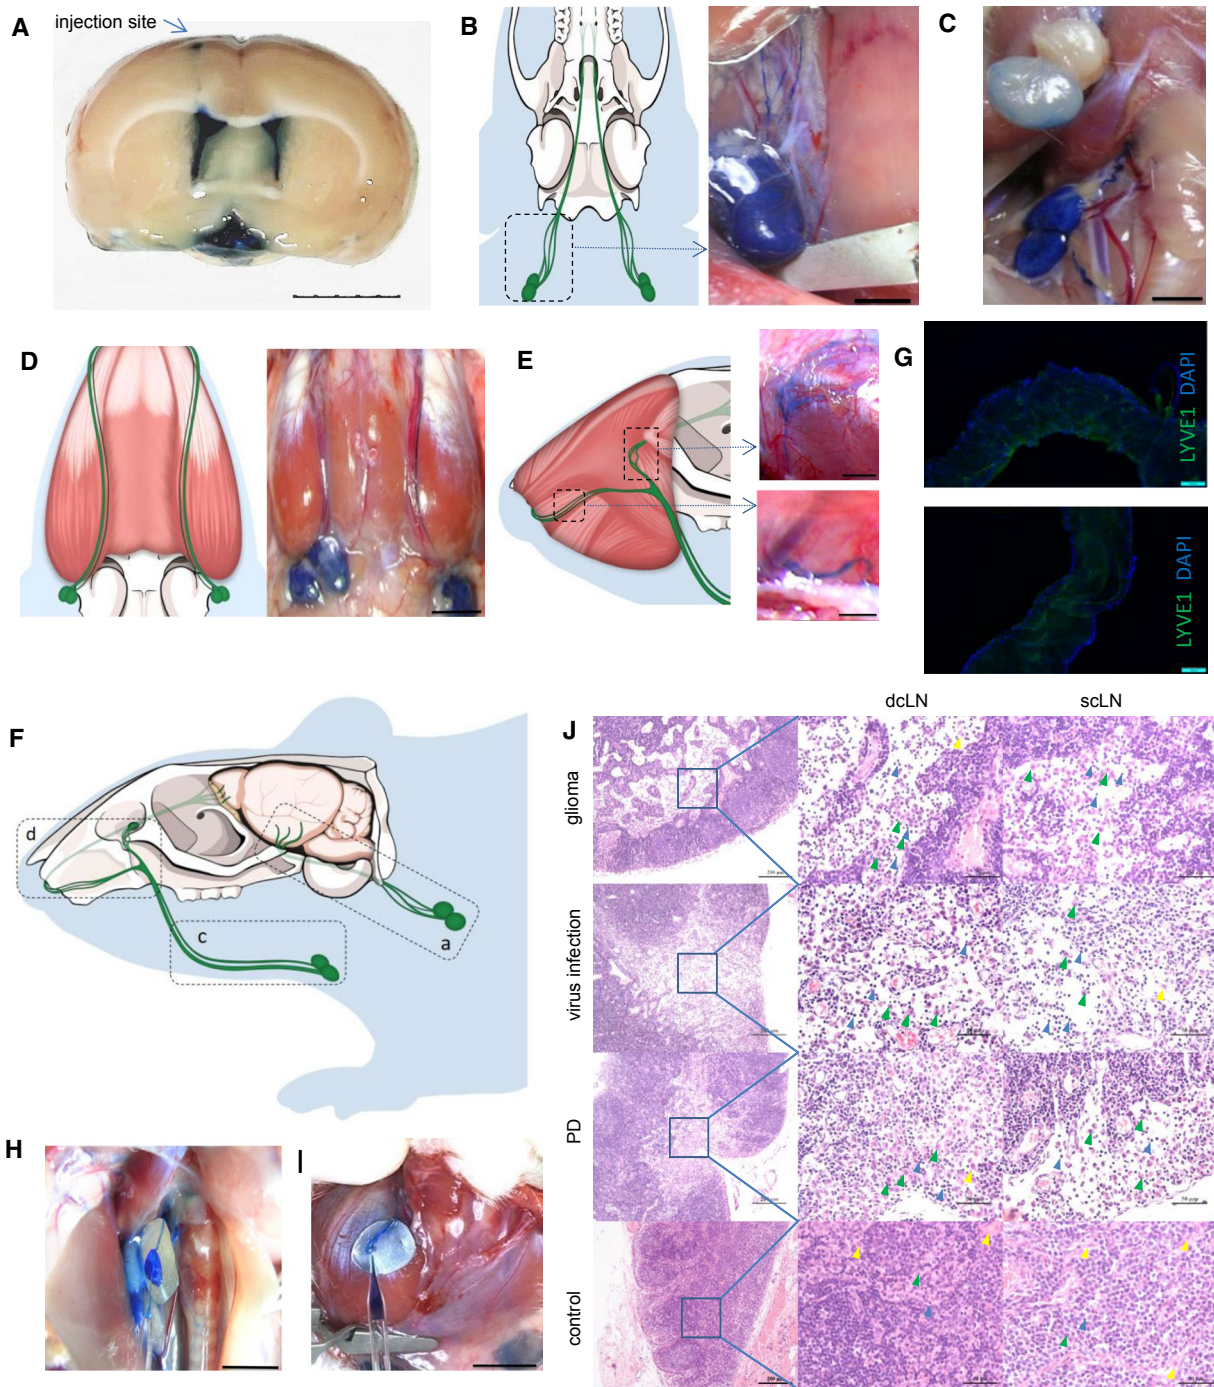 A
injection site
B
C
D
E
G
LYVE1 DAPI
LYVE1 DAPI
F
d
c
a
H
I
J
dcLN
scLN
glioma
virus infection
PD
control